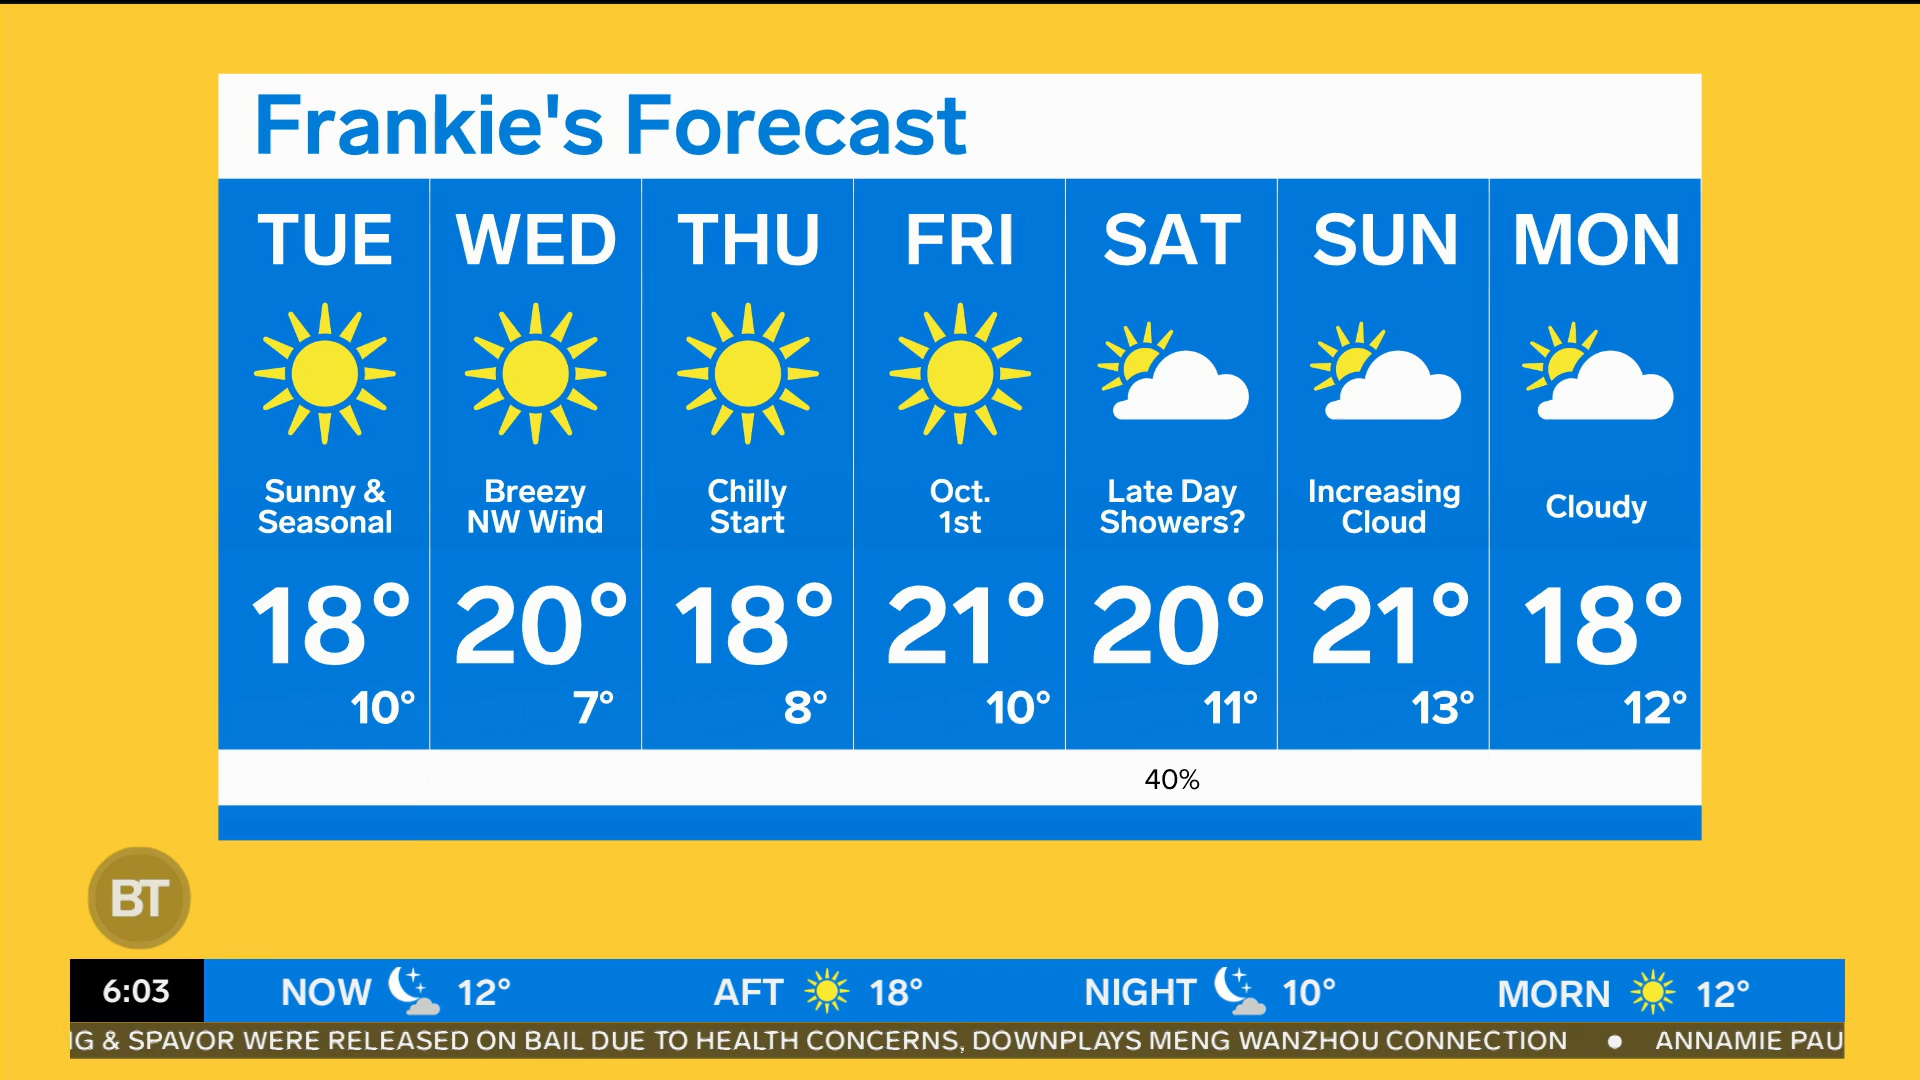 Frankie's Forecast
TUE WED THU FRI SAT SUN MON
Sunny & Seasonal
Breezy NW Wind
Chilly Start
Oct. 1st
Late Day Showers?
Increasing Cloud
Cloudy
18° 20° 18° 21° 20° 21° 18°
10° 7° 8° 10° 11° 13° 12°
40%
BT
6:03 NOW 12° AFT 18° NIGHT 10° MORN 12°
& SPAVOR WERE RELEASED ON BAIL DUE TO HEALTH CONCERNS, DOWNPLAYS MENG WANZHOU CONNECTION • ANNAMIE PAU